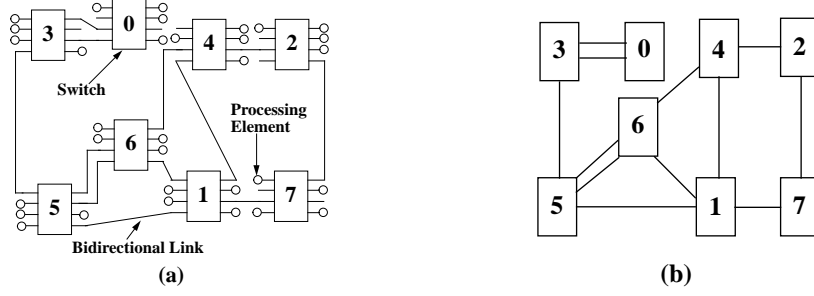 3
0
4
2
Switch
Processing
Element
6
5
1
7
Bidirectional Link
(a)
3
0
4
2
6
5
1
7
(b)